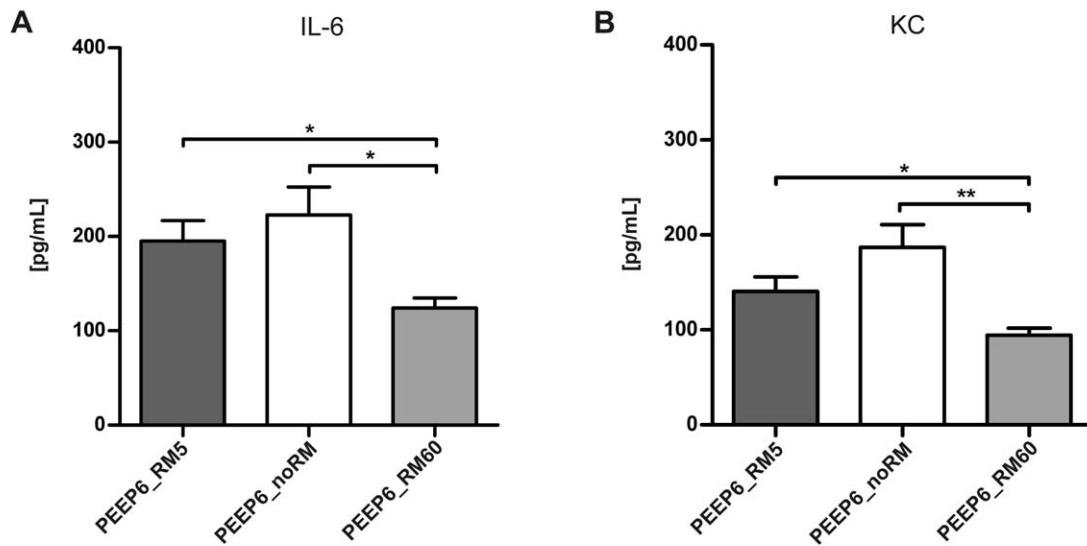 A
IL-6
[pg/mL]
400
300
200
100
0
*
*
PEEP6_RM5
PEEP6_noRM
PEEP6_RM60
B
KC
[pg/mL]
400
300
200
100
0
*
**
PEEP6_RM5
PEEP6_noRM
PEEP6_RM60